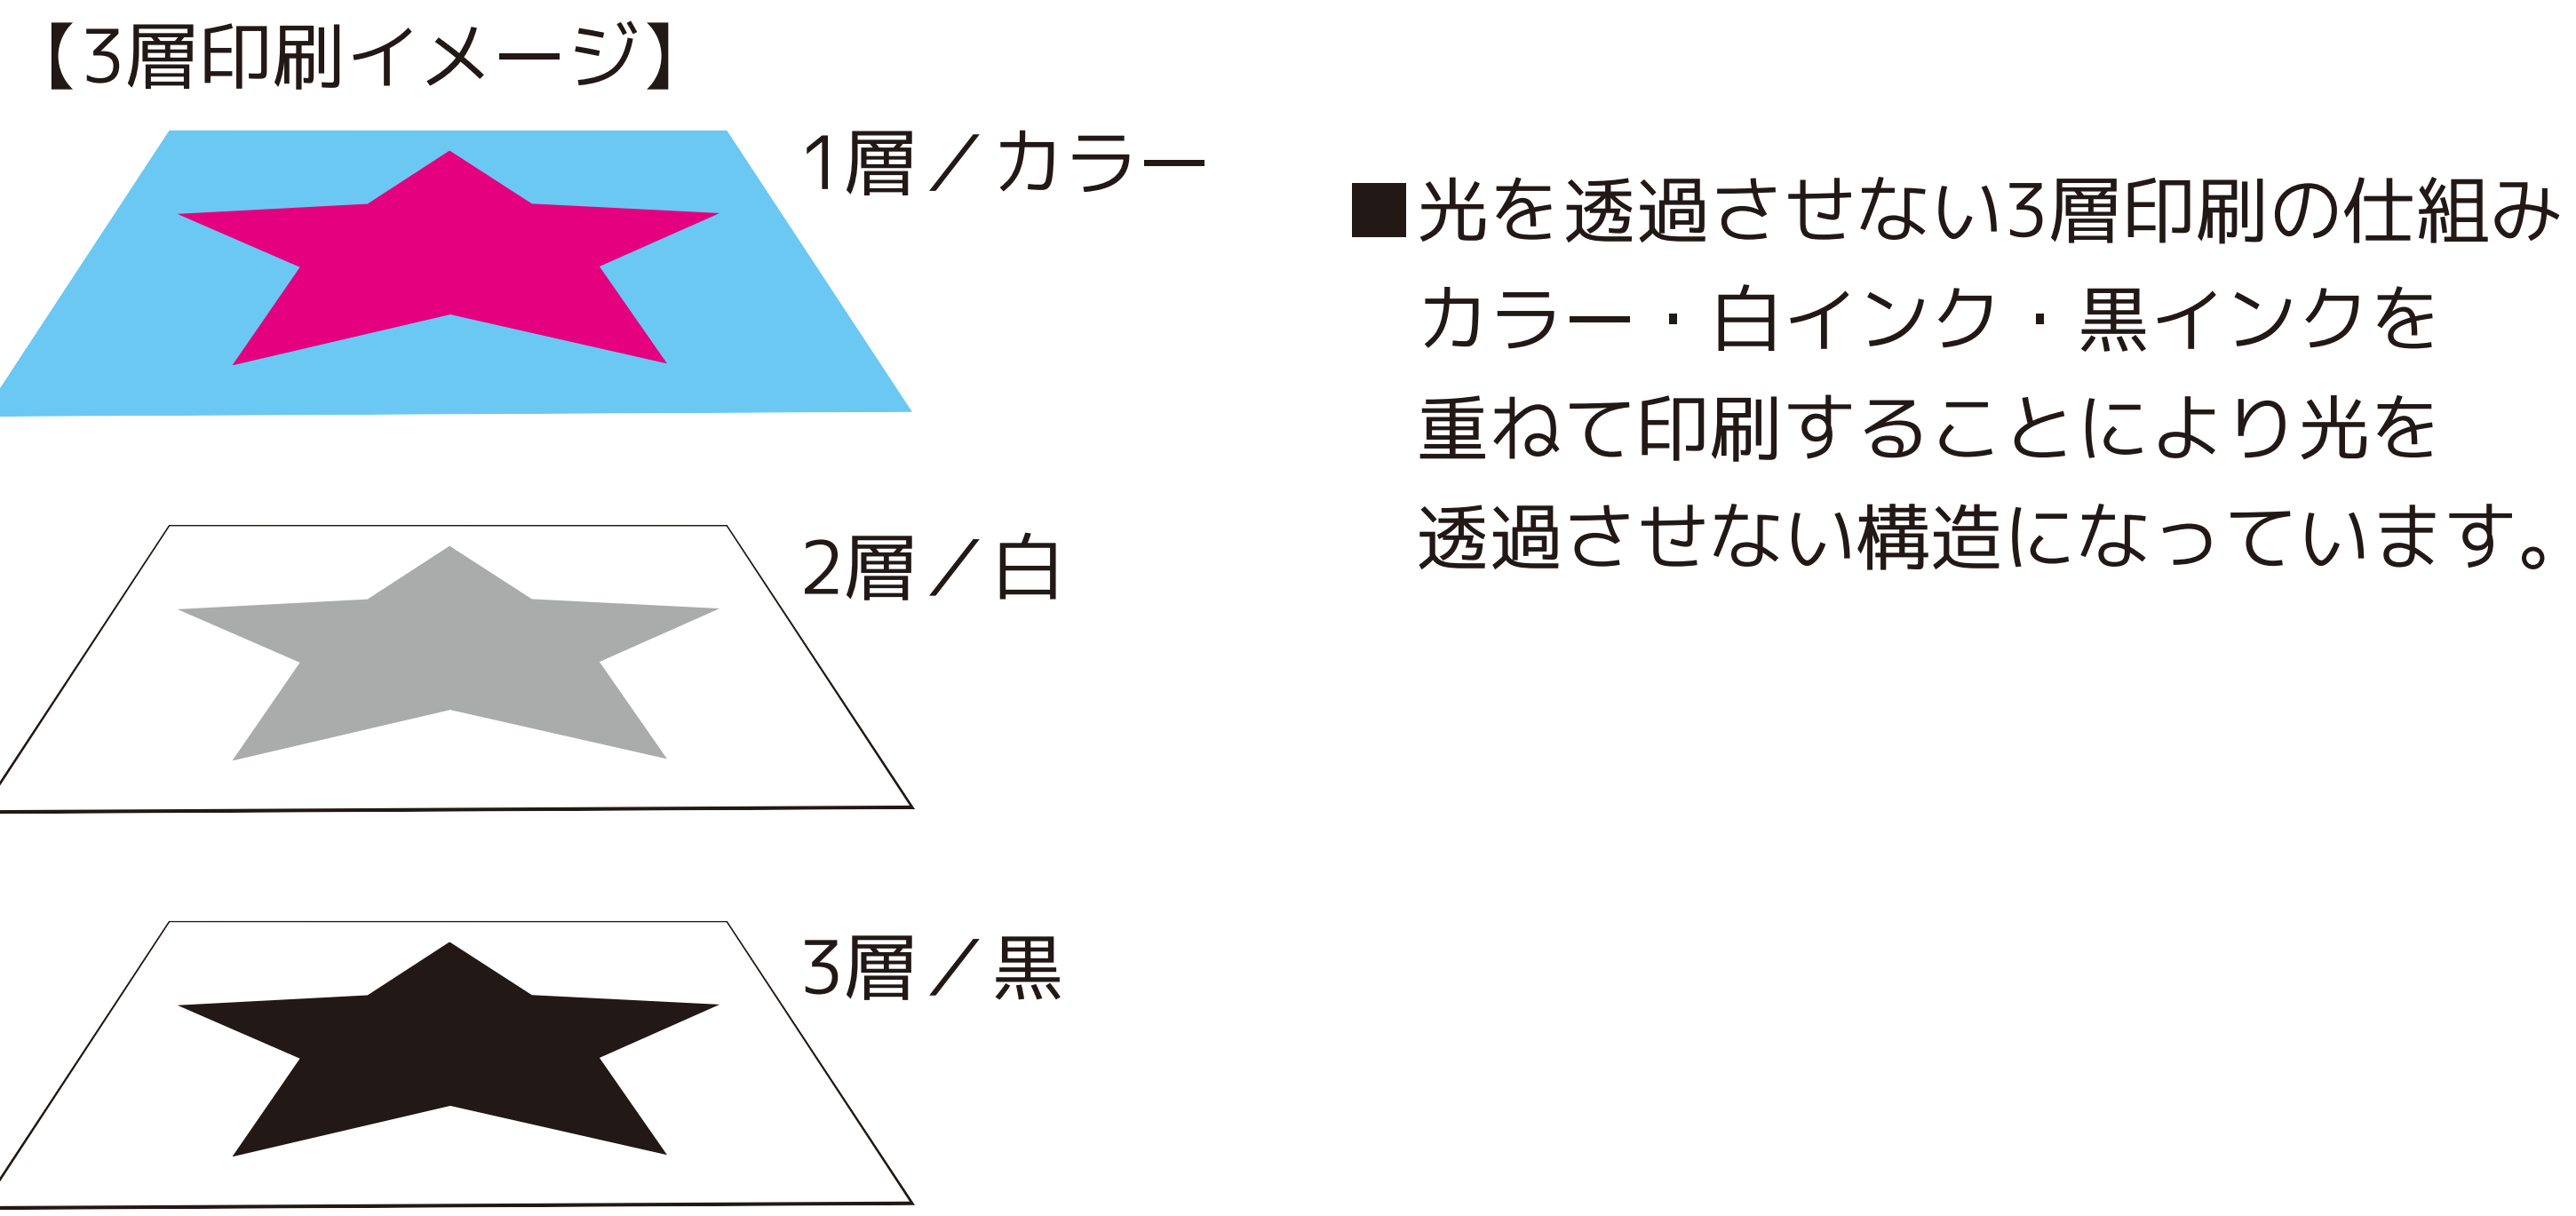 【3層印刷イメージ】
1層／カラー
2層／白
3層／黒
■光を透過させない3層印刷の仕組み
カラー・白インク・黒インクを
重ねて印刷することにより光を
透過させない構造になっています。